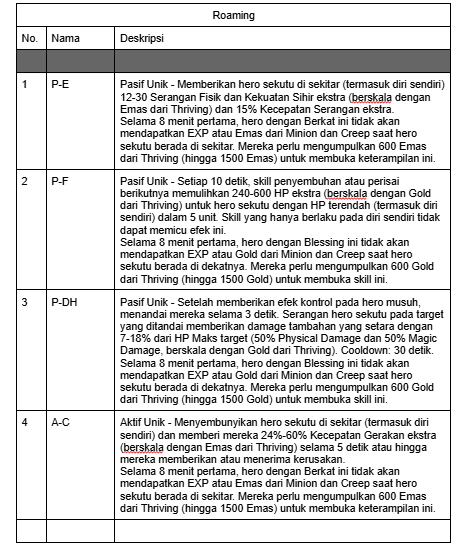 Roaming
No. Nama Deskripsi
1 P-E Pasif Unik - Memberikan hero sekutu di sekitar (termasuk diri sendiri)
12-30 Serangan Fisik dan Kekuatan Sihir ekstra (berskala dengan
Emas dari Thriving) dan 15% Kecepatan Serangan ekstra.
Selama 8 menit pertama, hero dengan Berkat ini tidak akan
mendapatkan EXP atau Emas dari Minion dan Creep saat hero
sekutu berada di sekitar. Mereka perlu mengumpulkan 600 Emas
dari Thriving (hingga 1500 Emas) untuk membuka keterampilan ini.
2 P-F Pasif Unik - Setiap 10 detik, skill penyembuhan atau perisai
berikutnya memulihkan 240-600 HP ekstra (berskala dengan Gold
dari Thriving) untuk hero sekutu dengan HP terendah (termasuk diri
sendiri) dalam 5 unit. Skill yang hanya berlaku pada diri sendiri tidak
dapat memicu efek ini.
Selama 8 menit pertama, hero dengan Blessing ini tidak akan
mendapatkan EXP atau Gold dari Minion dan Creep saat hero
sekutu berada di dekatnya. Mereka perlu mengumpulkan 600 Gold
dari Thriving (hingga 1500 Gold) untuk membuka skill ini.
3 P-DH Pasif Unik - Setelah memberikan efek kontrol pada hero musuh,
menandai mereka selama 3 detik. Serangan hero sekutu pada target
yang ditandai memberikan damage tambahan yang setara dengan
7-18% dari HP Maks target (50% Physical Damage dan 50% Magic
Damage, berskala dengan Gold dari Thriving). Cooldown: 30 detik.
Selama 8 menit pertama, hero dengan Blessing ini tidak akan
mendapatkan EXP atau Gold dari Minion dan Creep saat hero
sekutu berada di dekatnya. Mereka perlu mengumpulkan 600 Gold
dari Thriving (hingga 1500 Gold) untuk membuka skill ini.
4 A-C Aktif Unik - Menyembunyikan hero sekutu di sekitar (termasuk diri
sendiri) dan memberi mereka 24%-60% Kecepatan Gerakan ekstra
(berskala dengan Emas dari Thriving) selama 5 detik atau hingga
mereka memberikan atau menerima kerusakan.
Selama 8 menit pertama, hero dengan Berkat ini tidak akan
mendapatkan EXP atau Emas dari Minion dan Creep saat hero
sekutu berada di sekitar. Mereka perlu mengumpulkan 600 Emas
dari Thriving (hingga 1500 Emas) untuk membuka keterampilan ini.